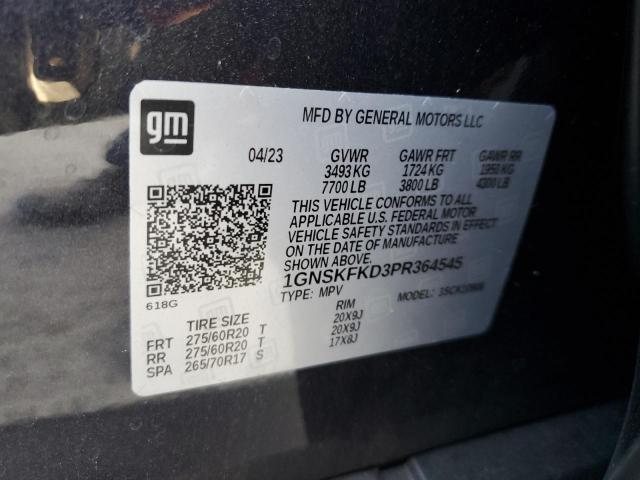 gm
MFD BY GENERAL MOTORS LLC
04/23 GVWR GAWR FRT GAWR RR
3493 KG 1724 KG 1950 KG
7700 LB 3800 LB 4300 LB
THIS VEHICLE CONFORMS TO ALL
APPLICABLE U.S. FEDERAL MOTOR
VEHICLE SAFETY STANDARDS IN EFFECT
ON THE DATE OF MANUFACTURE
SHOWN ABOVE.
1GNSKFKD3PR364545
TYPE: MPV MODEL:
618G
TIRE SIZE RIM
FRT 275/60R20 T 20X9J
RR 275/60R20 T 20X9J
SPA 265/70R17 S 17X8J